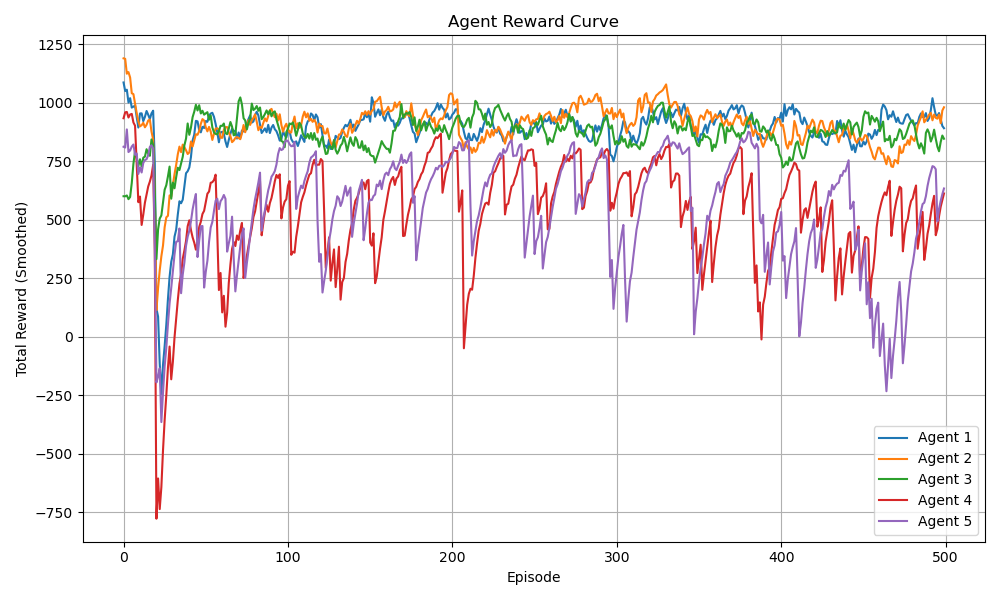 Agent Reward Curve
1250
1000
750
500
250
0
−250
−500
−750
Total Reward (Smoothed)
0 100 200 300 400 500
Episode
Agent 1
Agent 2
Agent 3
Agent 4
Agent 5